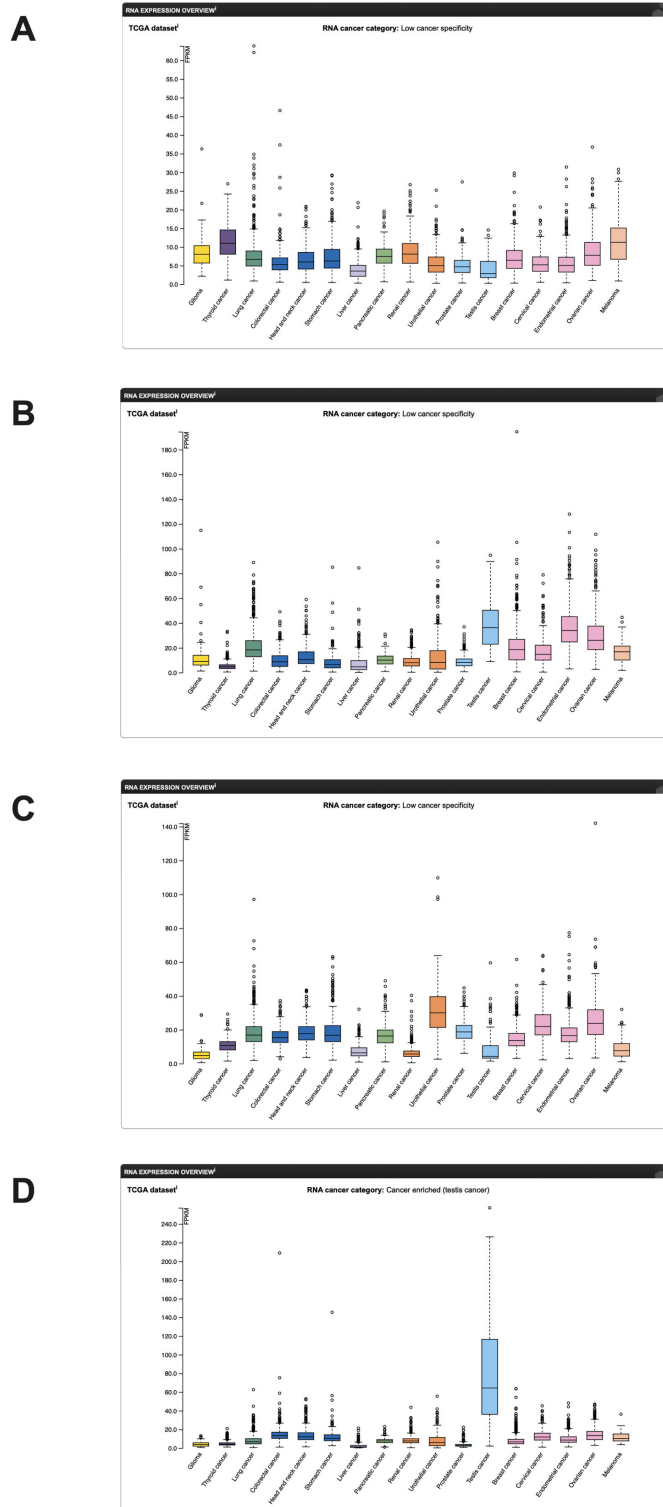 A
RNA EXPRESSION OVERVIEWi
TCGA dataseti RNA cancer category: Low cancer specificity
FPKM
60.0
55.0
50.0
45.0
40.0
35.0
30.0
25.0
20.0
15.0
10.0
5.0
0.0
Glioma
Thyroid cancer
Lung cancer
Colorectal cancer
Head and neck cancer
Stomach cancer
Liver cancer
Pancreatic cancer
Renal cancer
Urothelial cancer
Prostate cancer
Testis cancer
Breast cancer
Cervical cancer
Endometrial cancer
Ovarian cancer
Melanoma
B
RNA EXPRESSION OVERVIEWi
TCGA dataseti RNA cancer category: Low cancer specificity
FPKM
180.0
160.0
140.0
120.0
100.0
80.0
60.0
40.0
20.0
0.0
Glioma
Thyroid cancer
Lung cancer
Colorectal cancer
Head and neck cancer
Stomach cancer
Liver cancer
Pancreatic cancer
Renal cancer
Urothelial cancer
Prostate cancer
Testis cancer
Breast cancer
Cervical cancer
Endometrial cancer
Ovarian cancer
Melanoma
C
RNA EXPRESSION OVERVIEWi
TCGA dataseti RNA cancer category: Low cancer specificity
FPKM
140.0
120.0
100.0
80.0
60.0
40.0
20.0
0.0
Glioma
Thyroid cancer
Lung cancer
Colorectal cancer
Head and neck cancer
Stomach cancer
Liver cancer
Pancreatic cancer
Renal cancer
Urothelial cancer
Prostate cancer
Testis cancer
Breast cancer
Cervical cancer
Endometrial cancer
Ovarian cancer
Melanoma
D
RNA EXPRESSION OVERVIEWi
TCGA dataseti RNA cancer category: Cancer enriched (testis cancer)
FPKM
240.0
220.0
200.0
180.0
160.0
140.0
120.0
100.0
80.0
60.0
40.0
20.0
0.0
Glioma
Thyroid cancer
Lung cancer
Colorectal cancer
Head and neck cancer
Stomach cancer
Liver cancer
Pancreatic cancer
Renal cancer
Urothelial cancer
Prostate cancer
Testis cancer
Breast cancer
Cervical cancer
Endometrial cancer
Ovarian cancer
Melanoma